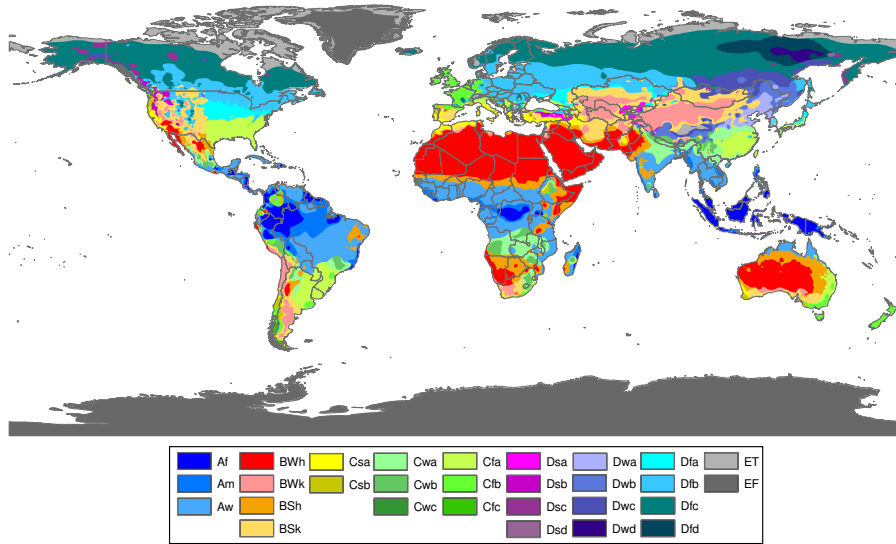 Af BWh Csa Cwa Cfa Dsa Dwa Dfa ET
Am BWk Csb Cwb Cfb Dsb Dwb Dfb EF
Aw BSh Cwc Cfc Dsc Dwc Dfc
BSk Dsd Dwd Dfd